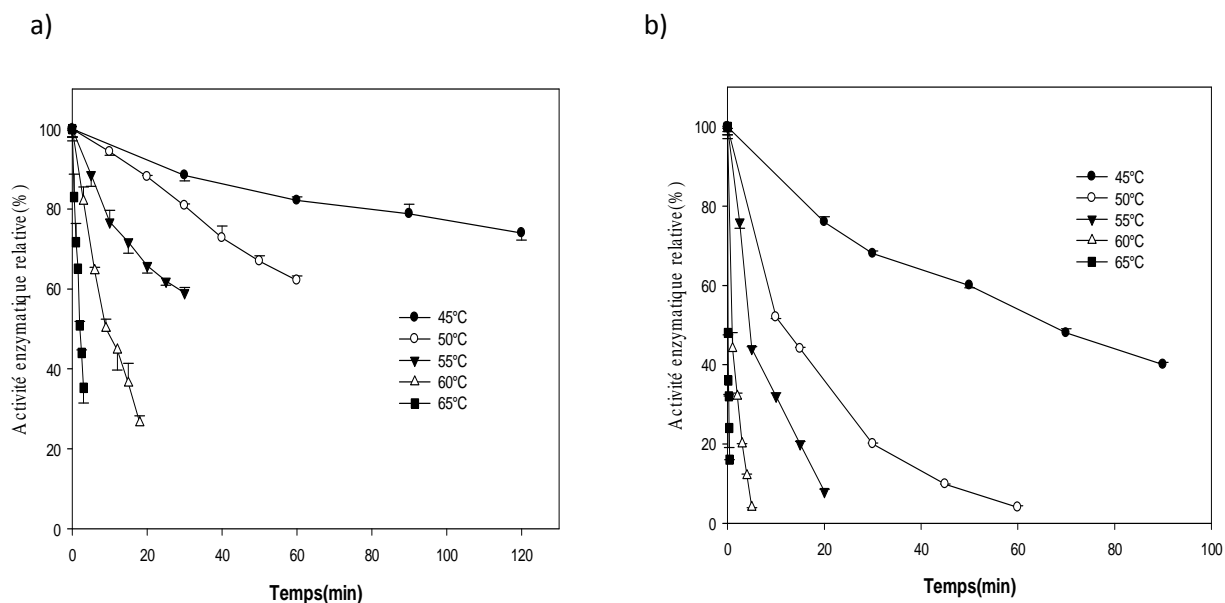 a)
Activité enzymatique relative(%)
100
80
60
40
20
0
0 20 40 60 80 100 120
Temps(min)
45°C
50°C
55°C
60°C
65°C
b)
Activité enzymatique relative(%)
100
80
60
40
20
0
0 20 40 60 80 100
Temps(min)
45°C
50°C
55°C
60°C
65°C